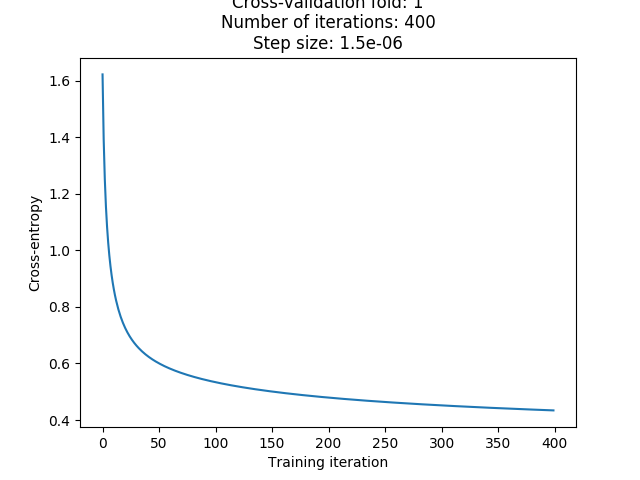 Cross-validation fold: 1
Number of iterations: 400
Step size: 1.5e-06
1.6
1.4
1.2
1.0
0.8
0.6
0.4
Cross-entropy
0 50 100 150 200 250 300 350 400
Training iteration